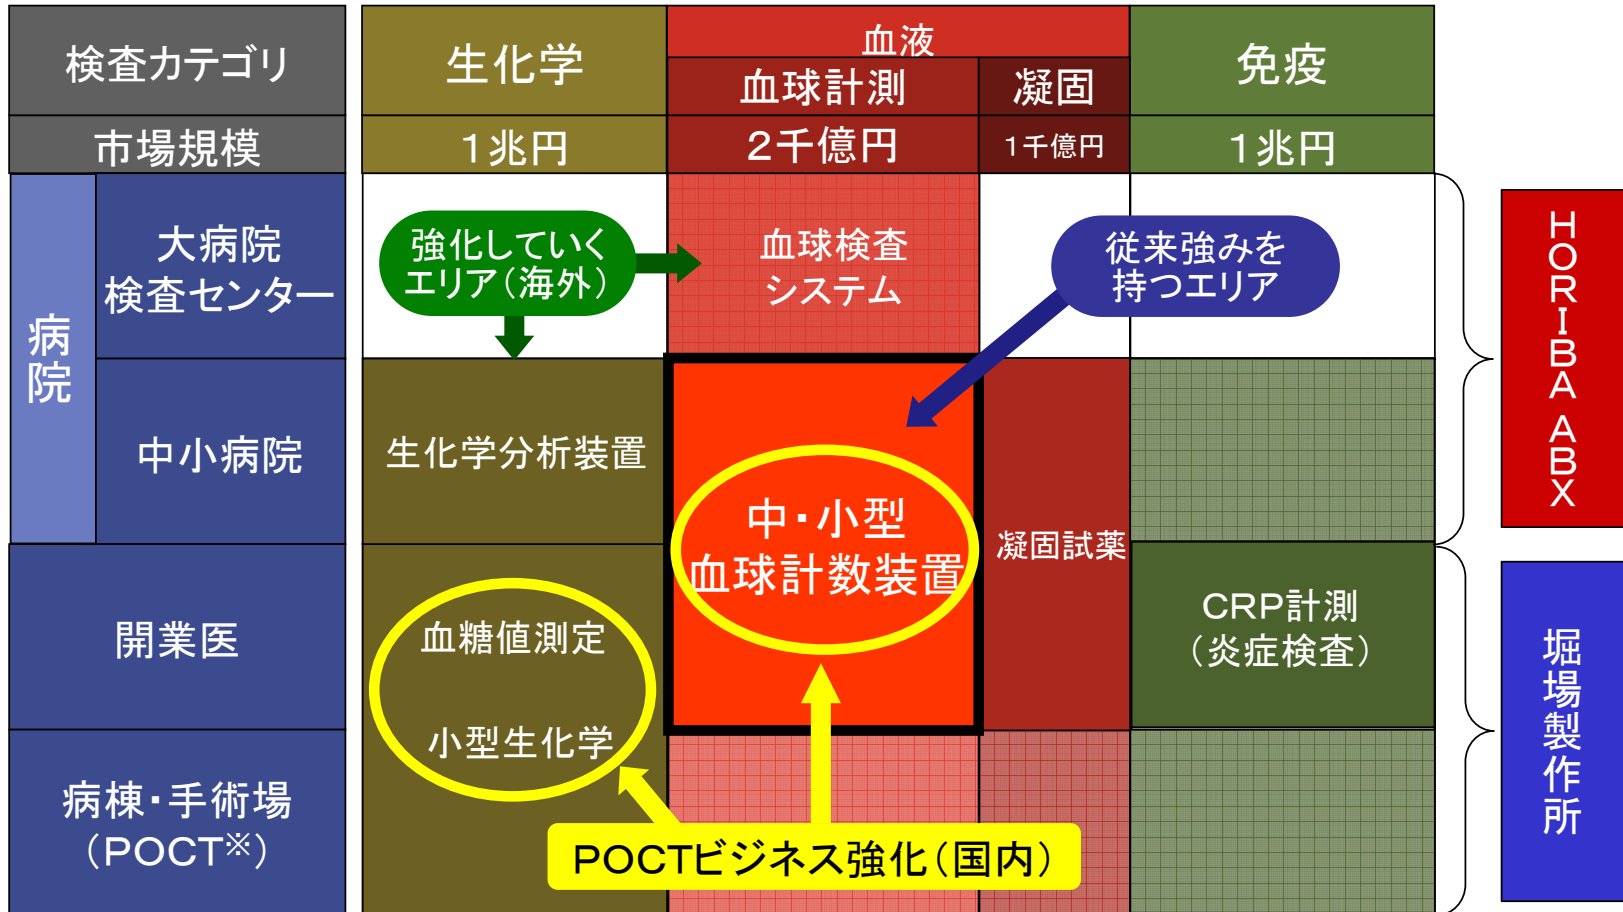 検査カテゴリ
生化学
血液
血球計測
凝固
免疫
市場規模
１兆円
２千億円
１千億円
１兆円
病院
大病院
検査センター
強化していく
エリア（海外）
血球検査
システム
従来強みを
持つエリア
中小病院
生化学分析装置
中・小型
血球計数装置
凝固試薬
開業医
血糖値測定
小型生化学
CRP計測
（炎症検査）
病棟・手術場
（POCT※）
POCTビジネス強化（国内）
HORIBA ABX
堀場製作所